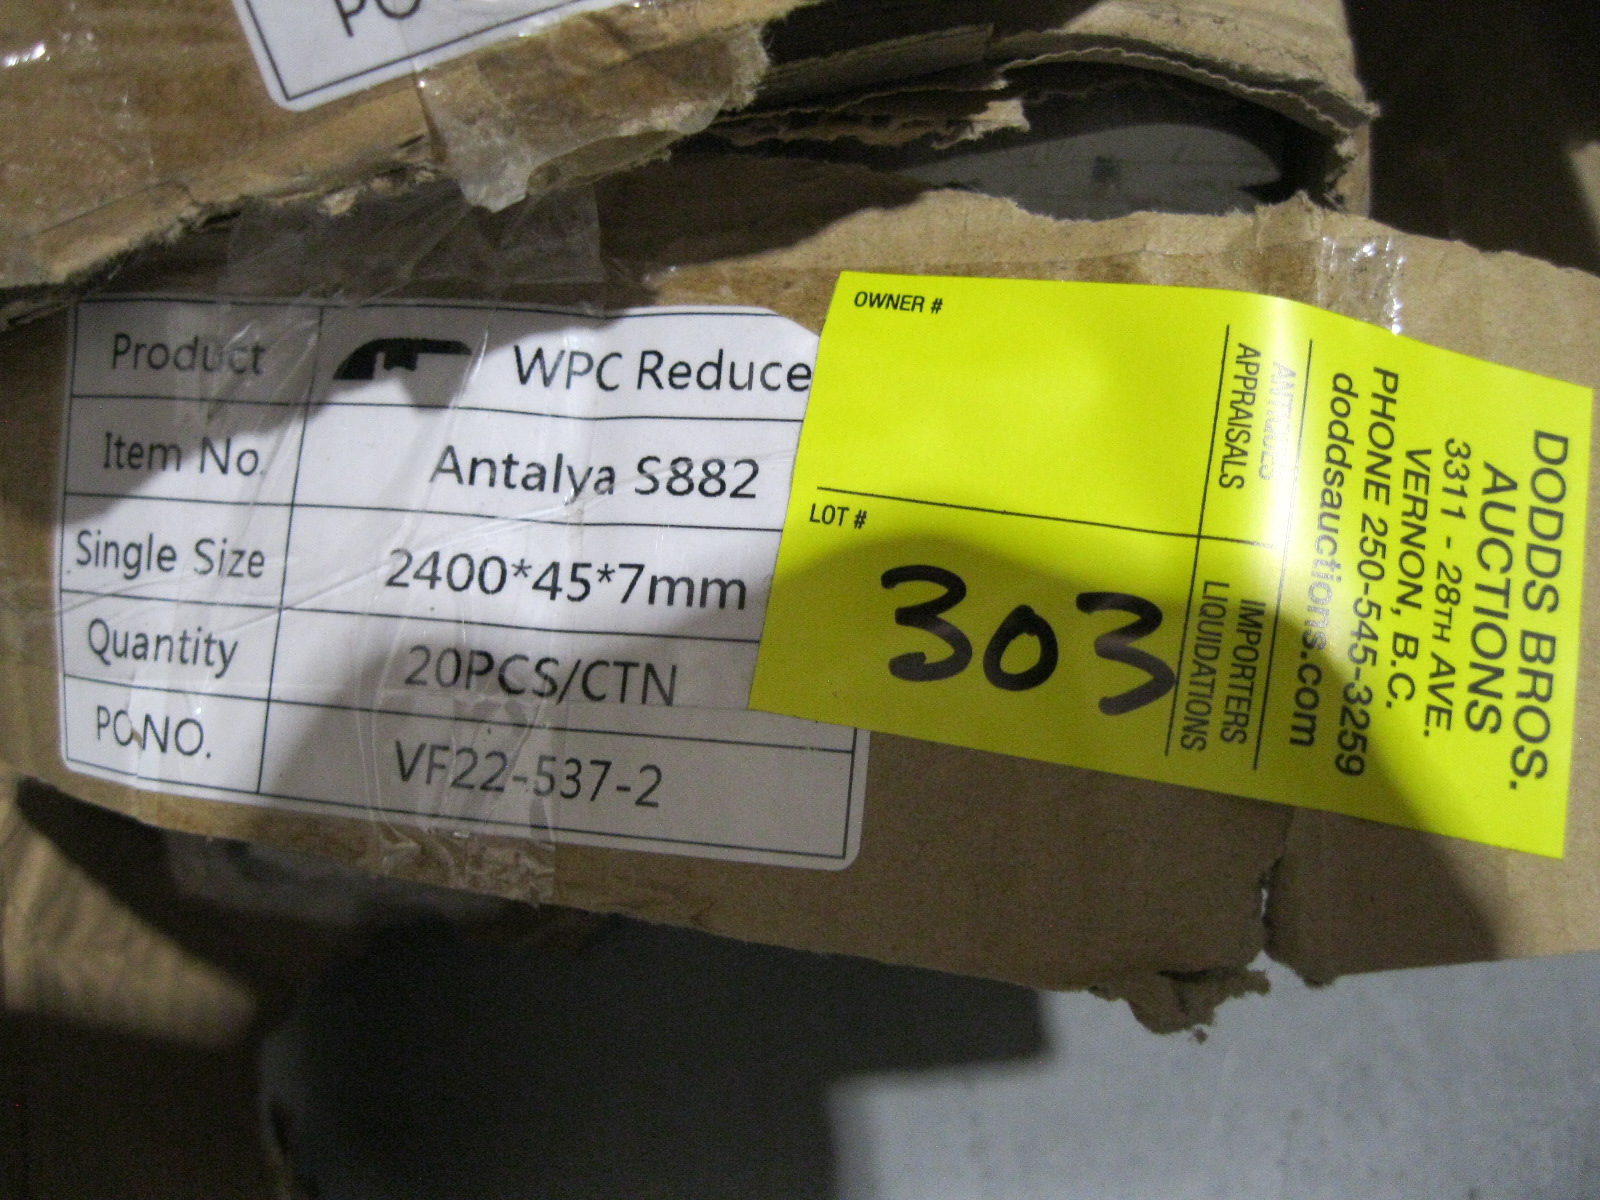 PO
Product WPC Reduce
Item No. Antalya S882
Single Size 2400*45*7mm
Quantity 20PCS/CTN
PO NO. VF22-537-2
OWNER #
LOT #
303
DODDS BROS.
AUCTIONS
3311 - 28TH AVE.
VERNON, B.C.
PHONE 250-545-3259
doddsauctions.com
ANTIQUES
APPRAISALS
IMPORTERS
LIQUIDATIONS